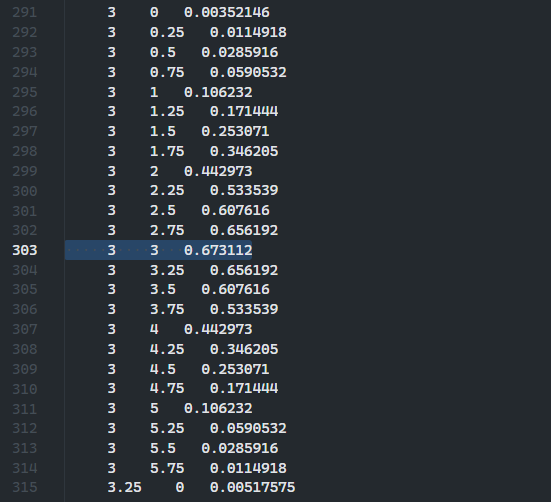 291 3 0 0.00352146
292 3 0.25 0.0114918
293 3 0.5 0.0285916
294 3 0.75 0.0590532
295 3 1 0.106232
296 3 1.25 0.171444
297 3 1.5 0.253071
298 3 1.75 0.346205
299 3 2 0.442973
300 3 2.25 0.533539
301 3 2.5 0.607616
302 3 2.75 0.656192
303 3 3 0.673112
304 3 3.25 0.656192
305 3 3.5 0.607616
306 3 3.75 0.533539
307 3 4 0.442973
308 3 4.25 0.346205
309 3 4.5 0.253071
310 3 4.75 0.171444
311 3 5 0.106232
312 3 5.25 0.0590532
313 3 5.5 0.0285916
314 3 5.75 0.0114918
315 3.25 0 0.00517575